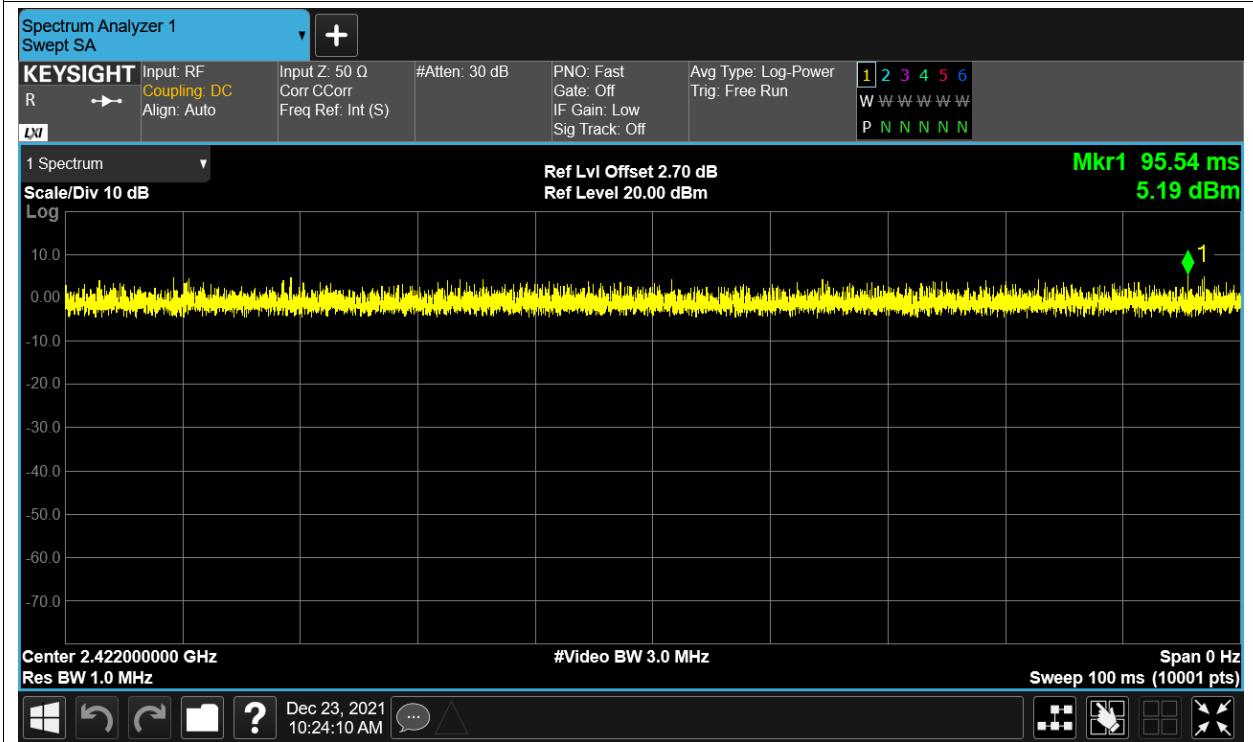 Spectrum Analyzer 1
Swept SA
KEYSIGHT Input: RF Input Z: 50 Ω #Atten: 30 dB PNO: Fast Avg Type: Log-Power 1 2 3 4 5 6
R Coupling: DC Corr CCorr Gate: Off Trig: Free Run W W W W W W
Align: Auto Freq Ref: Int (S) IF Gain: Low
LXI Sig Track: Off P N N N N N
1 Spectrum Ref Lvl Offset 2.70 dB Mkr1 95.54 ms
Scale/Div 10 dB Ref Level 20.00 dBm 5.19 dBm
Log
10.0 1
0.00
-10.0
-20.0
-30.0
-40.0
-50.0
-60.0
-70.0
Center 2.422000000 GHz #Video BW 3.0 MHz Span 0 Hz
Res BW 1.0 MHz Sweep 100 ms (10001 pts)
? Dec 23, 2021
10:24:10 AM